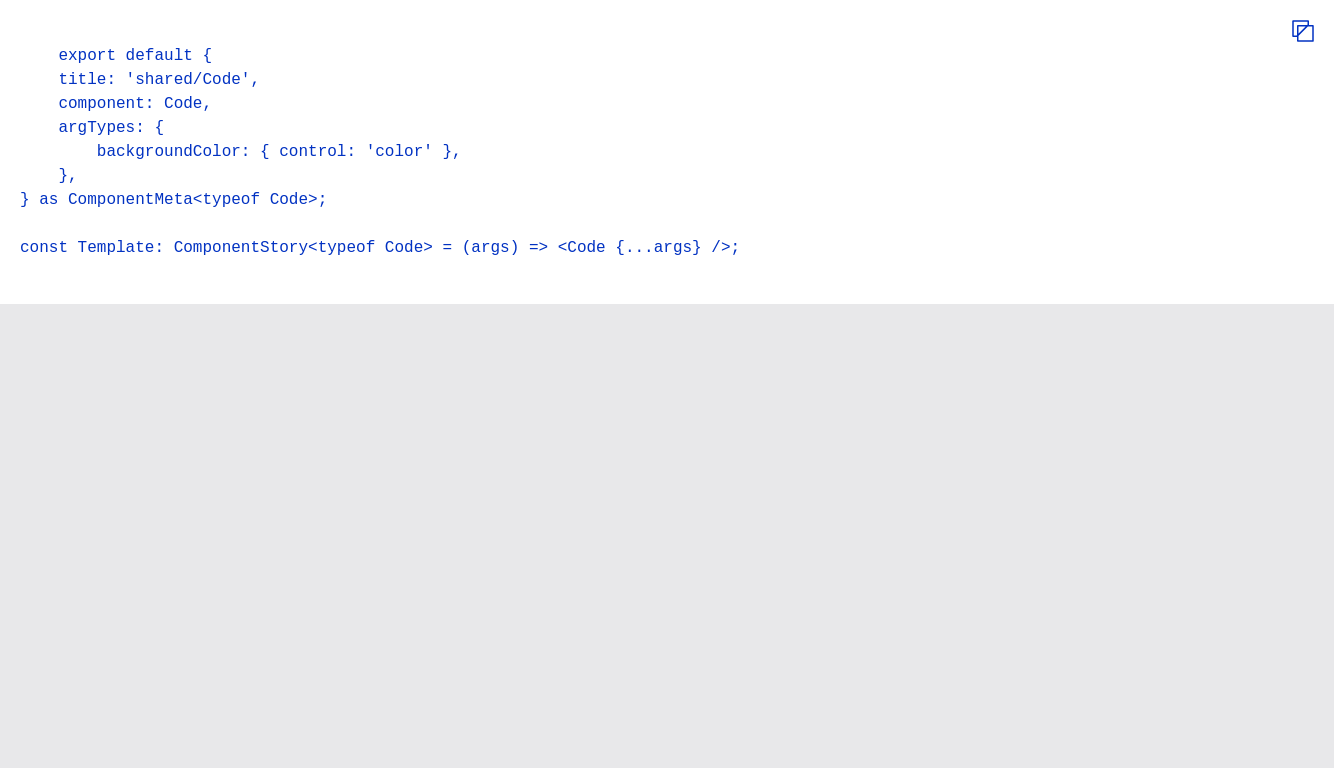 export default {
    title: 'shared/Code',
    component: Code,
    argTypes: {
        backgroundColor: { control: 'color' },
    },
} as ComponentMeta<typeof Code>;

const Template: ComponentStory<typeof Code> = (args) => <Code {...args} />;